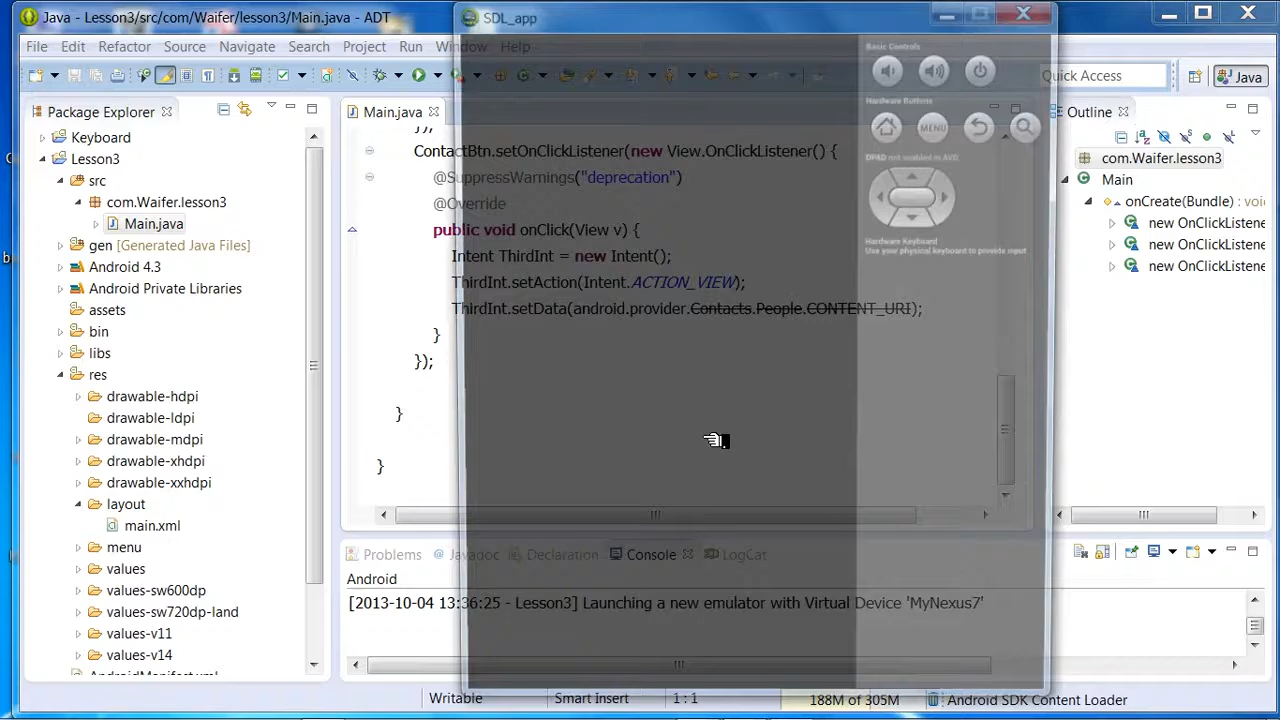 Java - Lesson3/src/com/Waifer/lesson3/Main.java - ADT
SDL_app
File Edit Refactor Source Navigate Search Project Run Window Help
Quick Access
Java
Package Explorer
Keyboard
Lesson3
src
com.Waifer.lesson3
Main.java
gen [Generated Java Files]
Android 4.3
Android Private Libraries
assets
bin
libs
res
drawable-hdpi
drawable-ldpi
drawable-mdpi
drawable-xhdpi
drawable-xxhdpi
layout
main.xml
menu
values
values-sw600dp
values-sw720dp-land
values-v11
values-v14
AndroidManifest.xml
Main.java
});
ContactBtn.setOnClickListener(new View.OnClickListener() {
@SuppressWarnings("deprecation")
@Override
public void onClick(View v) {
Intent ThirdInt = new Intent();
ThirdInt.setAction(Intent.ACTION_VIEW);
ThirdInt.setData(android.provider.Contacts.People.CONTENT_URI);
}
});
}
}
Basic Controls
Hardware Buttons
MENU
DPAD not enabled in AVD
Hardware Keyboard
Use your physical keyboard to provide input
Outline
com.Waifer.lesson3
Main
onCreate(Bundle) : voi
new OnClickListene
new OnClickListene
new OnClickListene
Problems @ Javadoc Declaration Console LogCat
Android
[2013-10-04 13:36:25 - Lesson3] Launching a new emulator with Virtual Device 'MyNexus7'
Writable Smart Insert 1 : 1 188M of 305M Android SDK Content Loader